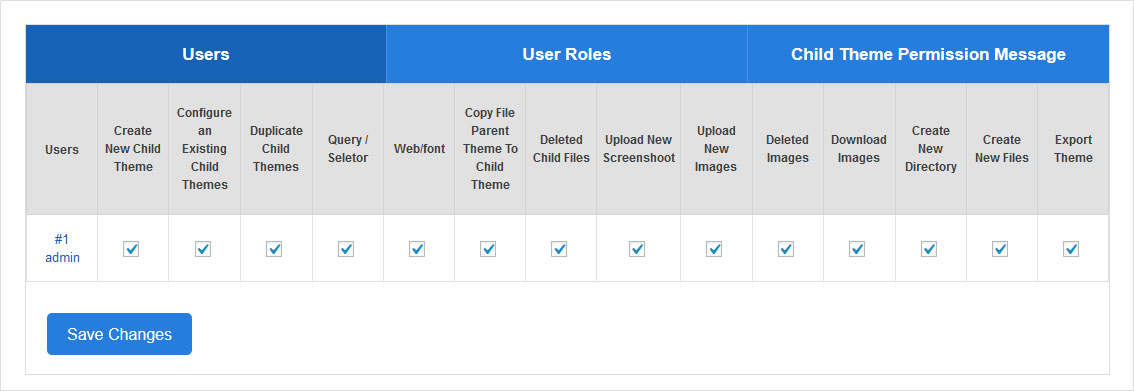 Users
User Roles
Child Theme Permission Message
Users
Create
New Child
Theme
Configure
an
Existing
Child
Themes
Duplicate
Child
Themes
Query /
Seletor
Web/font
Copy File
Parent
Theme To
Child
Theme
Deleted
Child Files
Upload New
Screenshoot
Upload
New
Images
Deleted
Images
Download
Images
Create
New
Directory
Create
New Files
Export
Theme
#1
admin
Save Changes